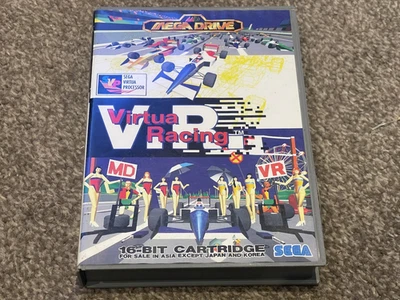 MEGA DRIVE
SEGA
VIRTUA
PROCESSOR
V.R.
Virtua
Racing
TM
MD
VR
16-BIT CARTRIDGE
FOR SALE IN ASIA EXCEPT JAPAN AND KOREA
SEGA